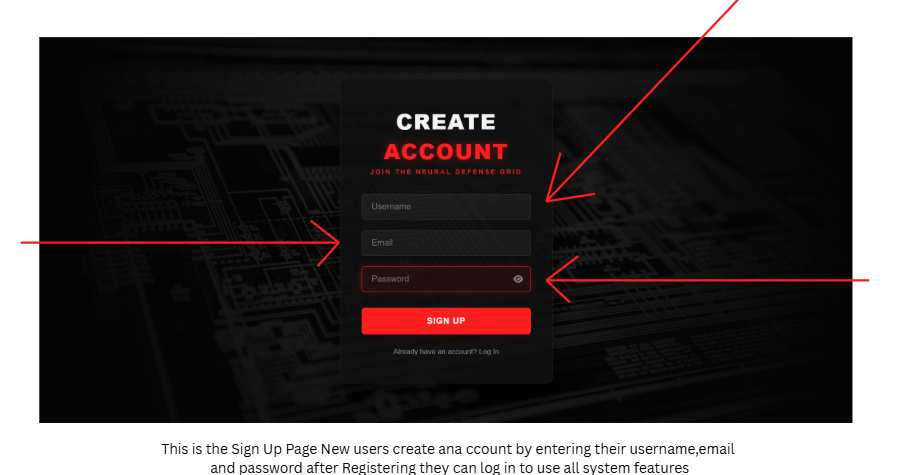 CREATE
ACCOUNT
JOIN THE NEURAL DEFENSE GRID
Username
Email
Password
SIGN UP
Already have an account? Log In
This is the Sign Up Page New users create ana ccount by entering their username,email
and password after Registering they can log in to use all system features